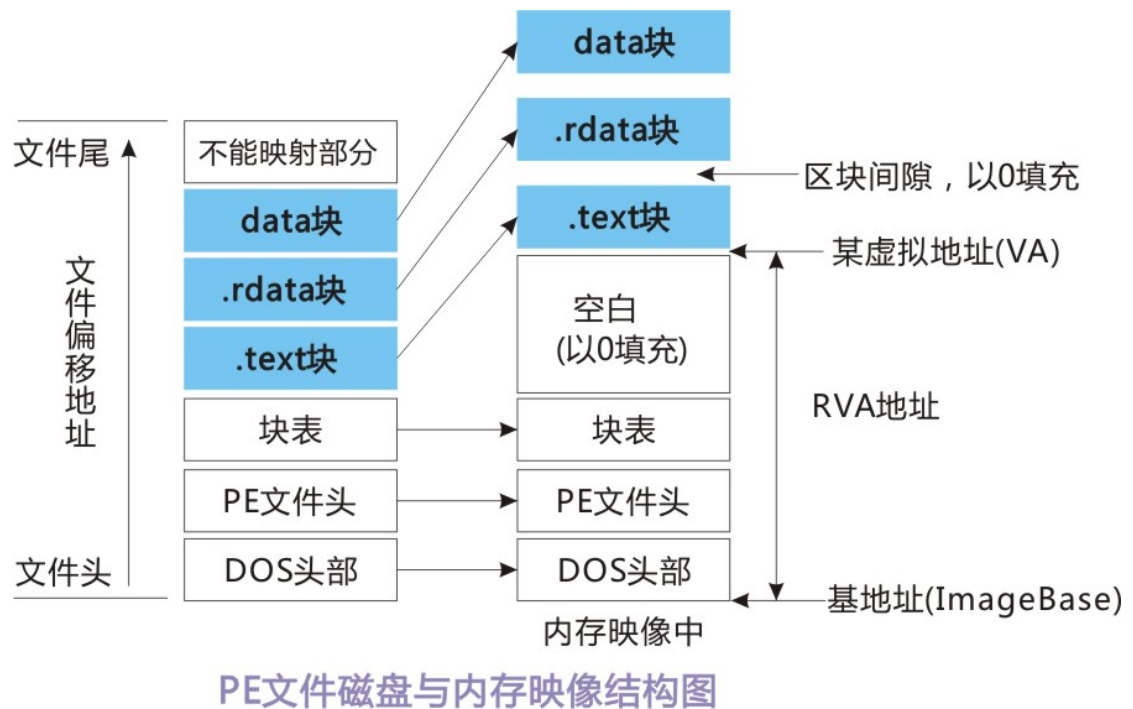 文件尾
文件偏移地址
文件头
不能映射部分
data块
.rdata块
.text块
块表
PE文件头
DOS头部
data块
.rdata块
.text块
空白
(以0填充)
块表
PE文件头
DOS头部
内存映像中
区块间隙，以0填充
某虚拟地址(VA)
RVA地址
基地址(ImageBase)
PE文件磁盘与内存映像结构图